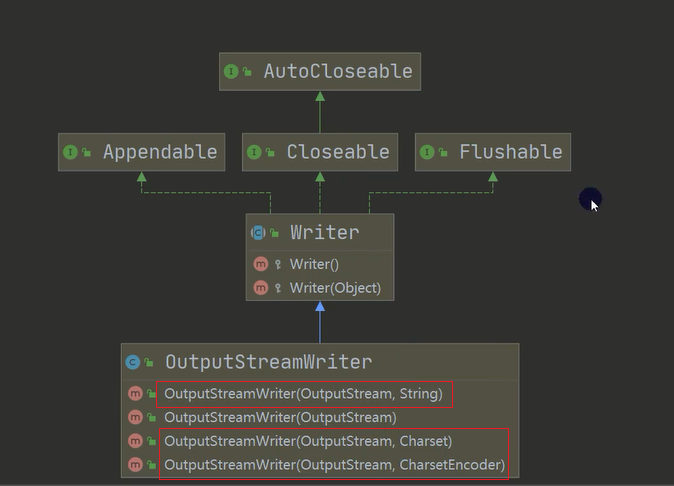 AutoCloseable
Appendable
Closeable
Flushable
Writer
Writer()
Writer(Object)
OutputStreamWriter
OutputStreamWriter(OutputStream, String)
OutputStreamWriter(OutputStream)
OutputStreamWriter(OutputStream, Charset)
OutputStreamWriter(OutputStream, CharsetEncoder)